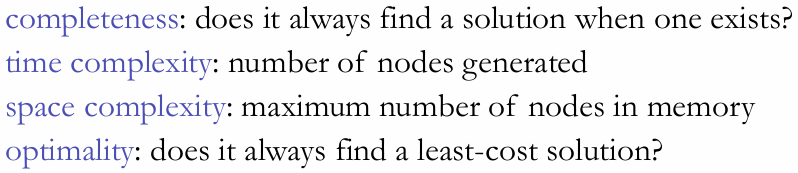 completeness: does it always find a solution when one exists?
time complexity: number of nodes generated
space complexity: maximum number of nodes in memory
optimality: does it always find a least-cost solution?